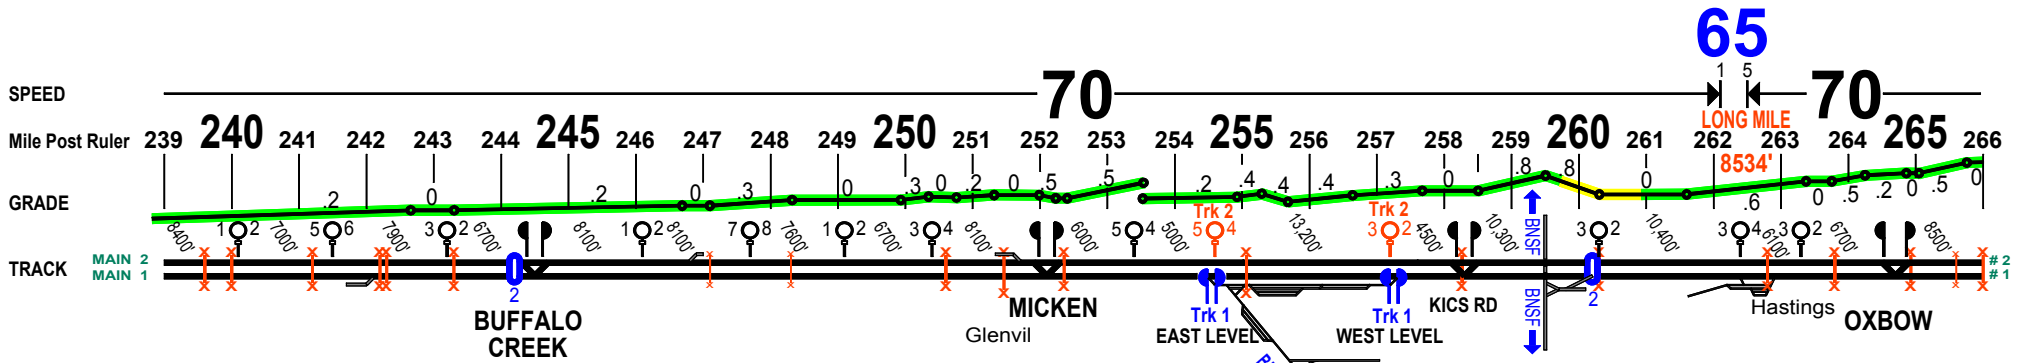 65
1 5
SPEED 70 70
LONG MILE
Mile Post Ruler 239 240 241 242 243 244 245 246 247 248 249 250 251 252 253 254 255 256 257 258 259 260 261 262 263 264 265 266
8534'
GRADE .2 0 .2 0 .3 0 .3 0 .2 0 .5 .5 .2 .4 .4 .4 .3 0 .8 .8 0 .6 0 .5 .2 0 .5 0
Trk 2 Trk 2
1 2 5 6 3 2 1 2 7 8 1 2 3 4 5 4 5 4 3 2 3 2 3 4 3 2
8400' 7000' 7900' 6700' 8100' 8100' 7600' 6700' 8100' 6000' 5000' 13,200' 4500' 10,300' 10,400' 6100' 6700' 8500'
BNSF
TRACK
MAIN 2 # 2
MAIN 1 # 1
2 2
BNSF
BUFFALO
CREEK
Glenvil
MICKEN
Trk 1
EAST LEVEL
Trk 1
WEST LEVEL
KICS RD
Hastings
OXBOW